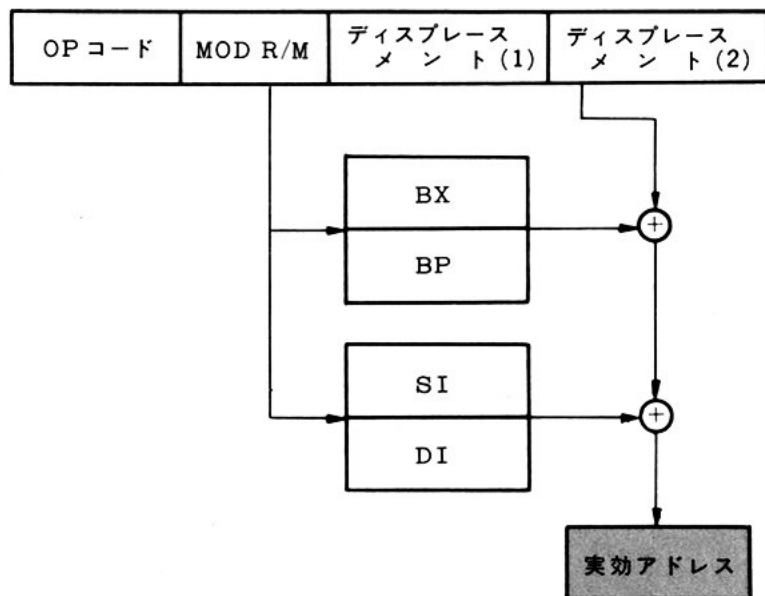 OPコード
MOD R/M
ディスプレース
メント(1)
ディスプレース
メント(2)
BX
BP
+
SI
DI
+
実効アドレス